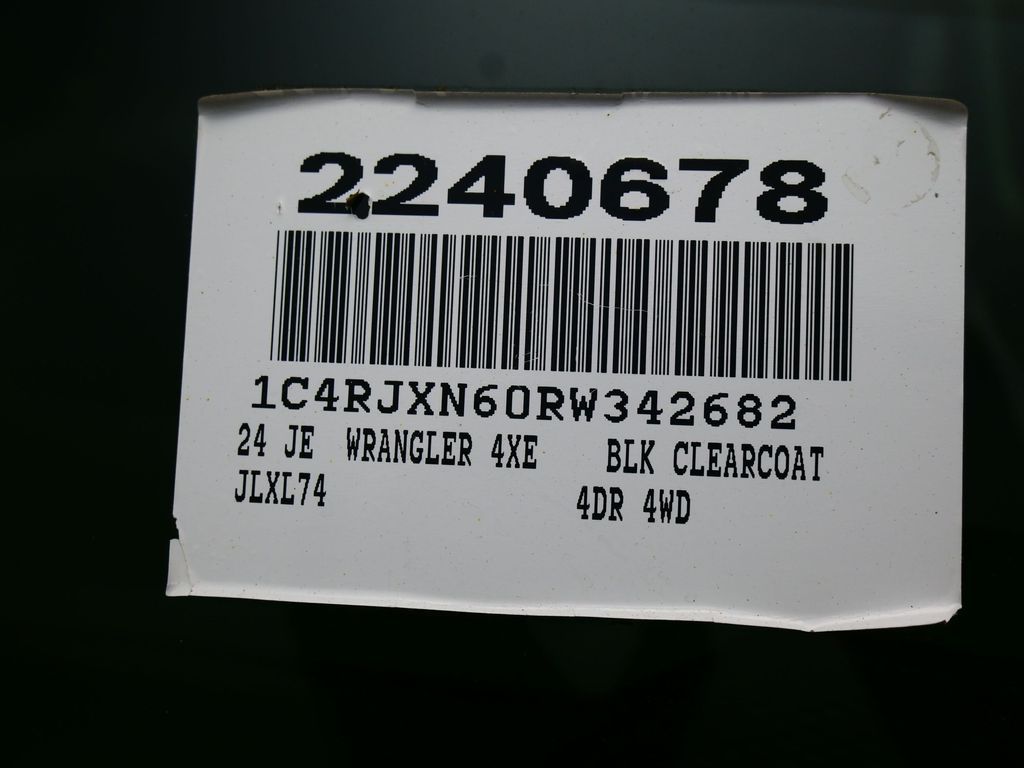 2240678
1C4RJXN60RW342682
24 JE WRANGLER 4XE BLK CLEARCOAT
JLXL74 4DR 4WD